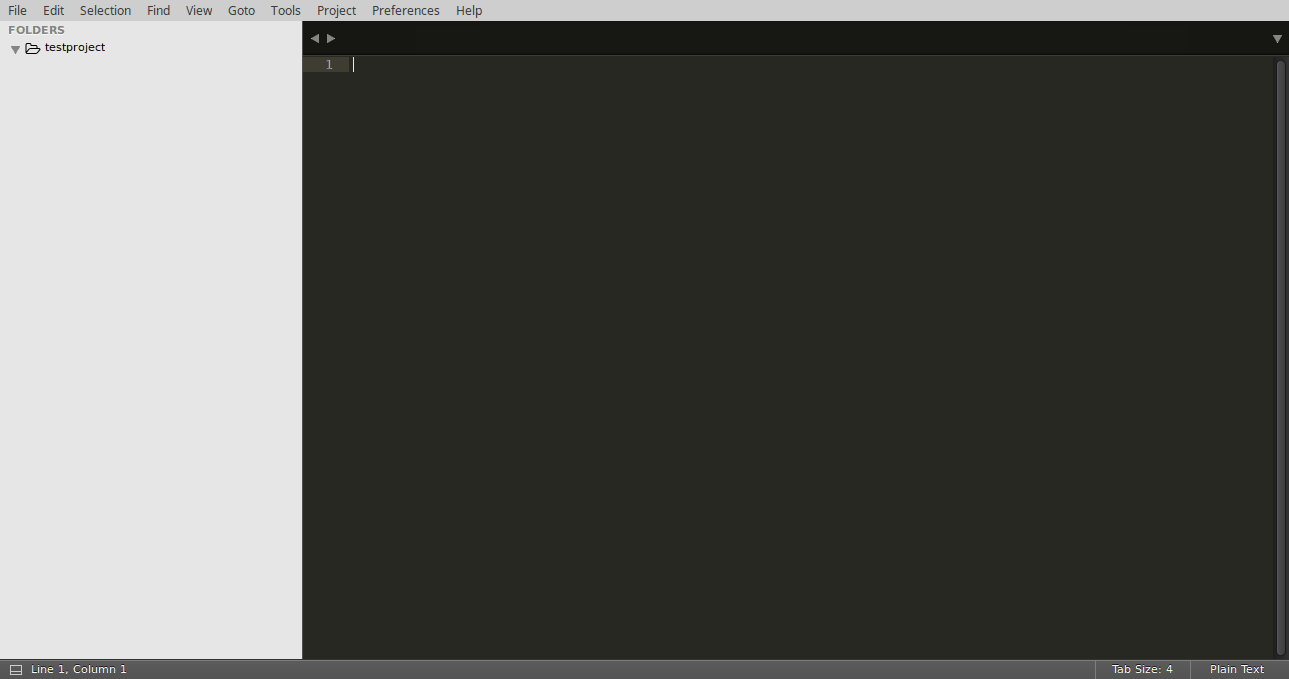 File Edit Selection Find View Goto Tools Project Preferences Help
FOLDERS
testproject
1
Line 1, Column 1 Tab Size: 4 Plain Text